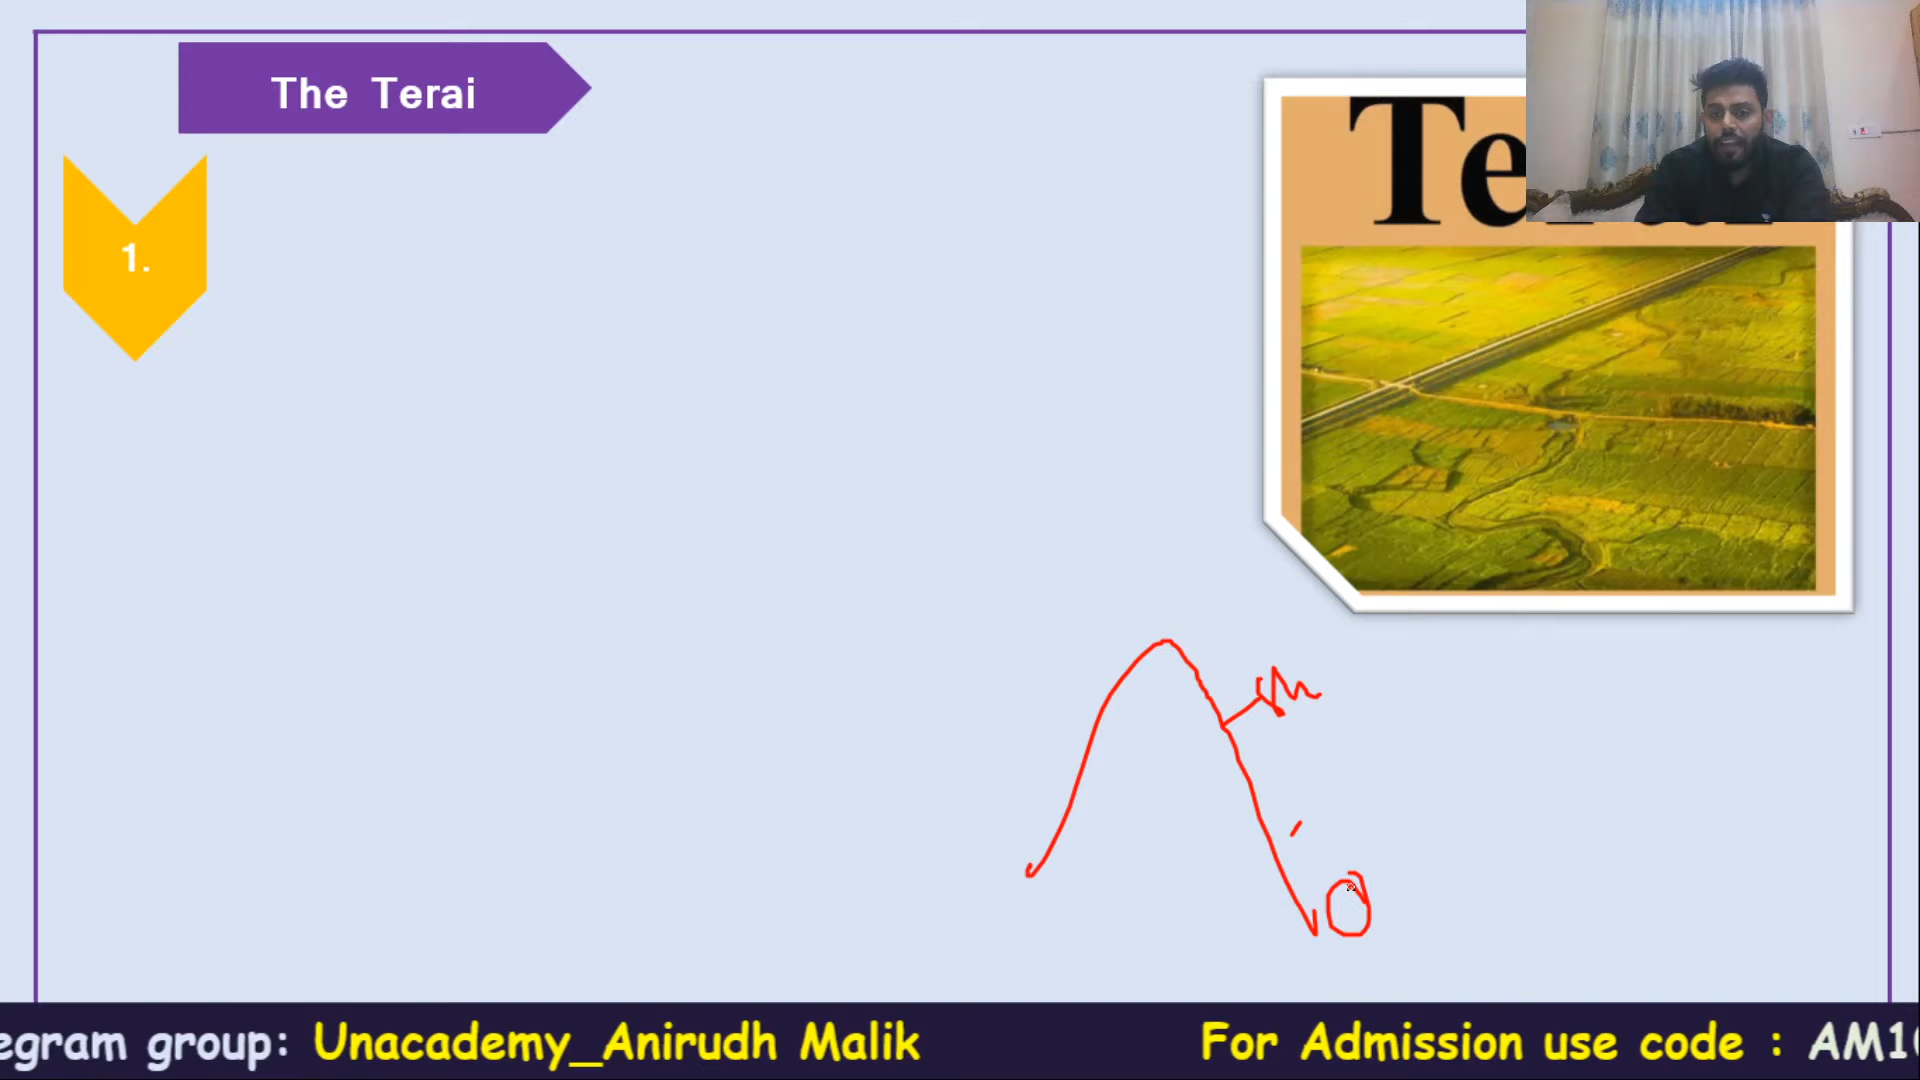 The Terai
1.
Te
egram group: Unacademy_Anirudh Malik For Admission use code : AM1